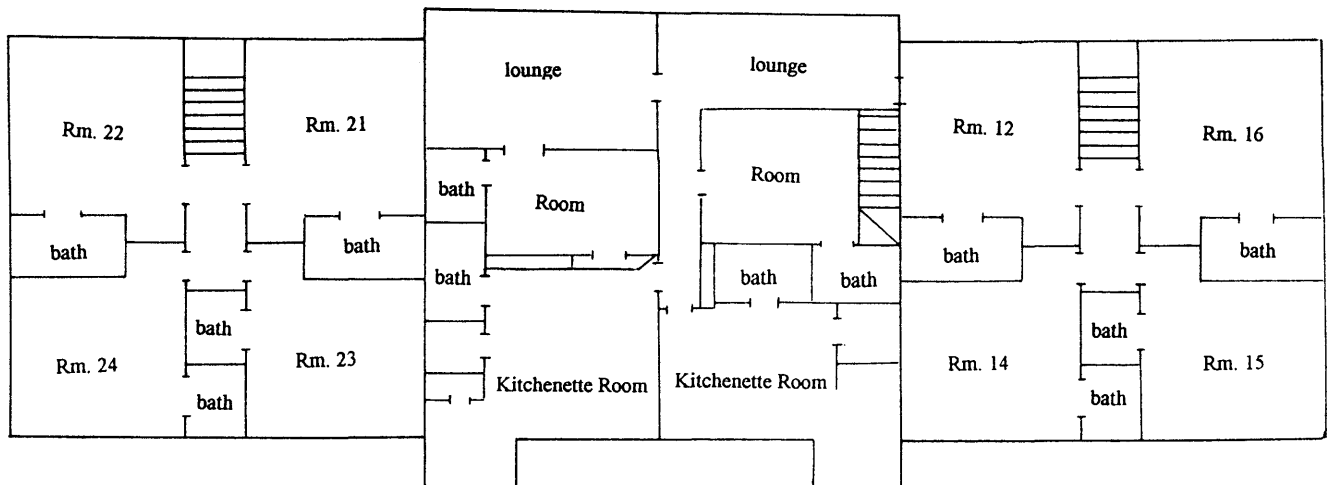 lounge
lounge
Rm. 22
Rm. 21
Rm. 12
Rm. 16
bath
Room
Room
bath
bath
bath
bath
bath
bath
bath
bath
bath
Rm. 24
Rm. 23
Rm. 14
Rm. 15
Kitchenette Room
Kitchenette Room
bath
bath